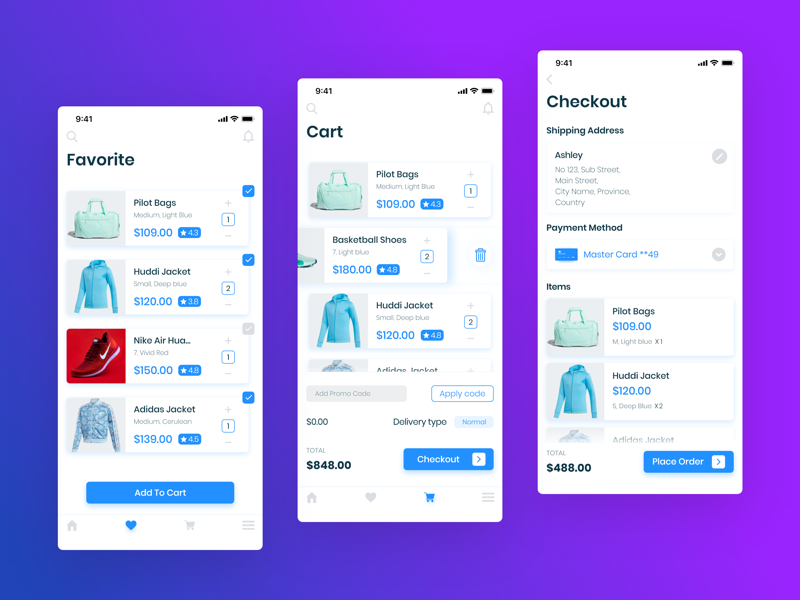 9:41
Favorite
Pilot Bags
Medium, Light Blue
1
$109.00
4.3
Huddi Jacket
Small, Deep blue
2
$120.00
3.8
Nike Air Hua...
7. Vivid Red
1
$150.00
4.8
Adidas Jacket
Medium, Cerulean
1
$139.00
4.5
Add To Cart
9:41
Cart
Pilot Bags
Medium, Light Blue
1
$109.00
4.3
Basketball Shoes
7. Light blue
2
$180.00
4.8
Huddi Jacket
Small, Deep blue
2
$120.00
4.8
Adidas Jacket
Add Promo Code
Apply code
$0.00
Delivery type
Normal
TOTAL
$848.00
Checkout
9:41
Checkout
Shipping Address
Ashley
No 123, Sub Street,
Main Street,
City Name, Province,
Country
Payment Method
Master Card **49
Items
Pilot Bags
$109.00
M, Light blue X 1
Huddi Jacket
$120.00
S, Deep Blue X2
Adidas Jacket
TOTAL
$488.00
Place Order